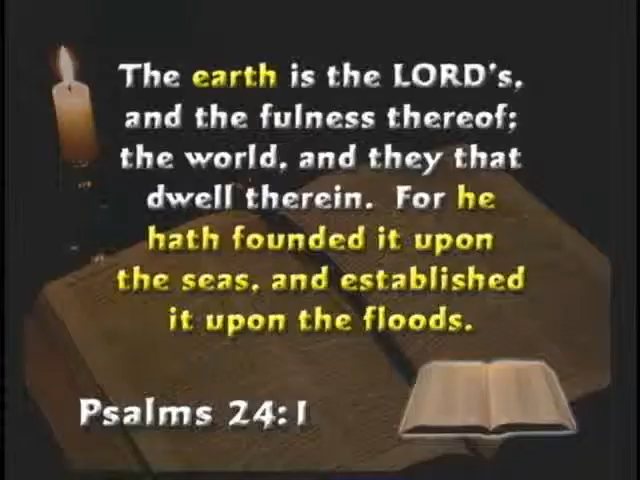 The earth is the LORD's,
and the fulness thereof;
the world, and they that
dwell therein.  For he
hath founded it upon
the seas, and established
it upon the floods.
Psalms 24:1